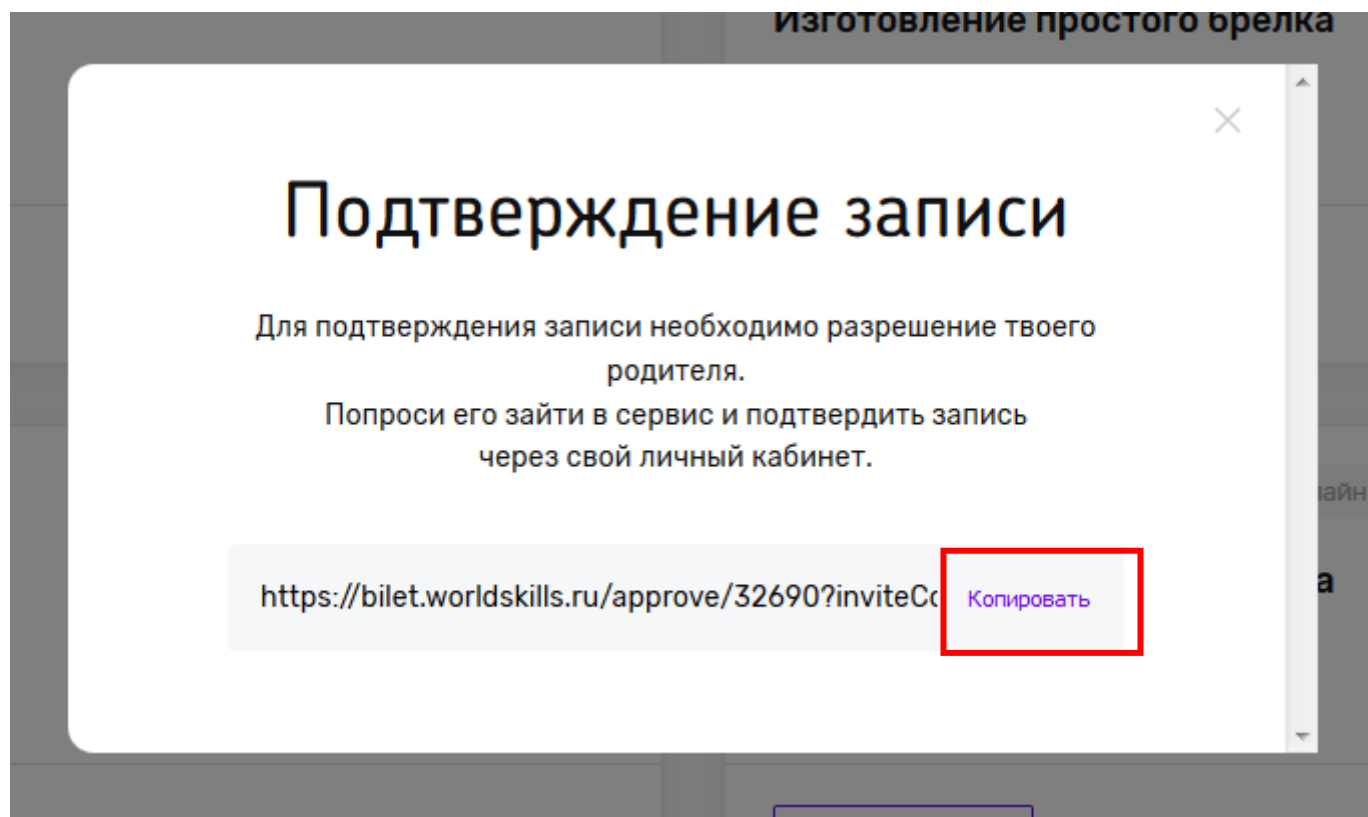 Изготовление простого брелка
Подтверждение записи
Для подтверждения записи необходимо разрешение твоего
родителя.
Попроси его зайти в сервис и подтвердить запись
через свой личный кабинет.
https://bilet.worldskills.ru/approve/32690?inviteCo
Копировать